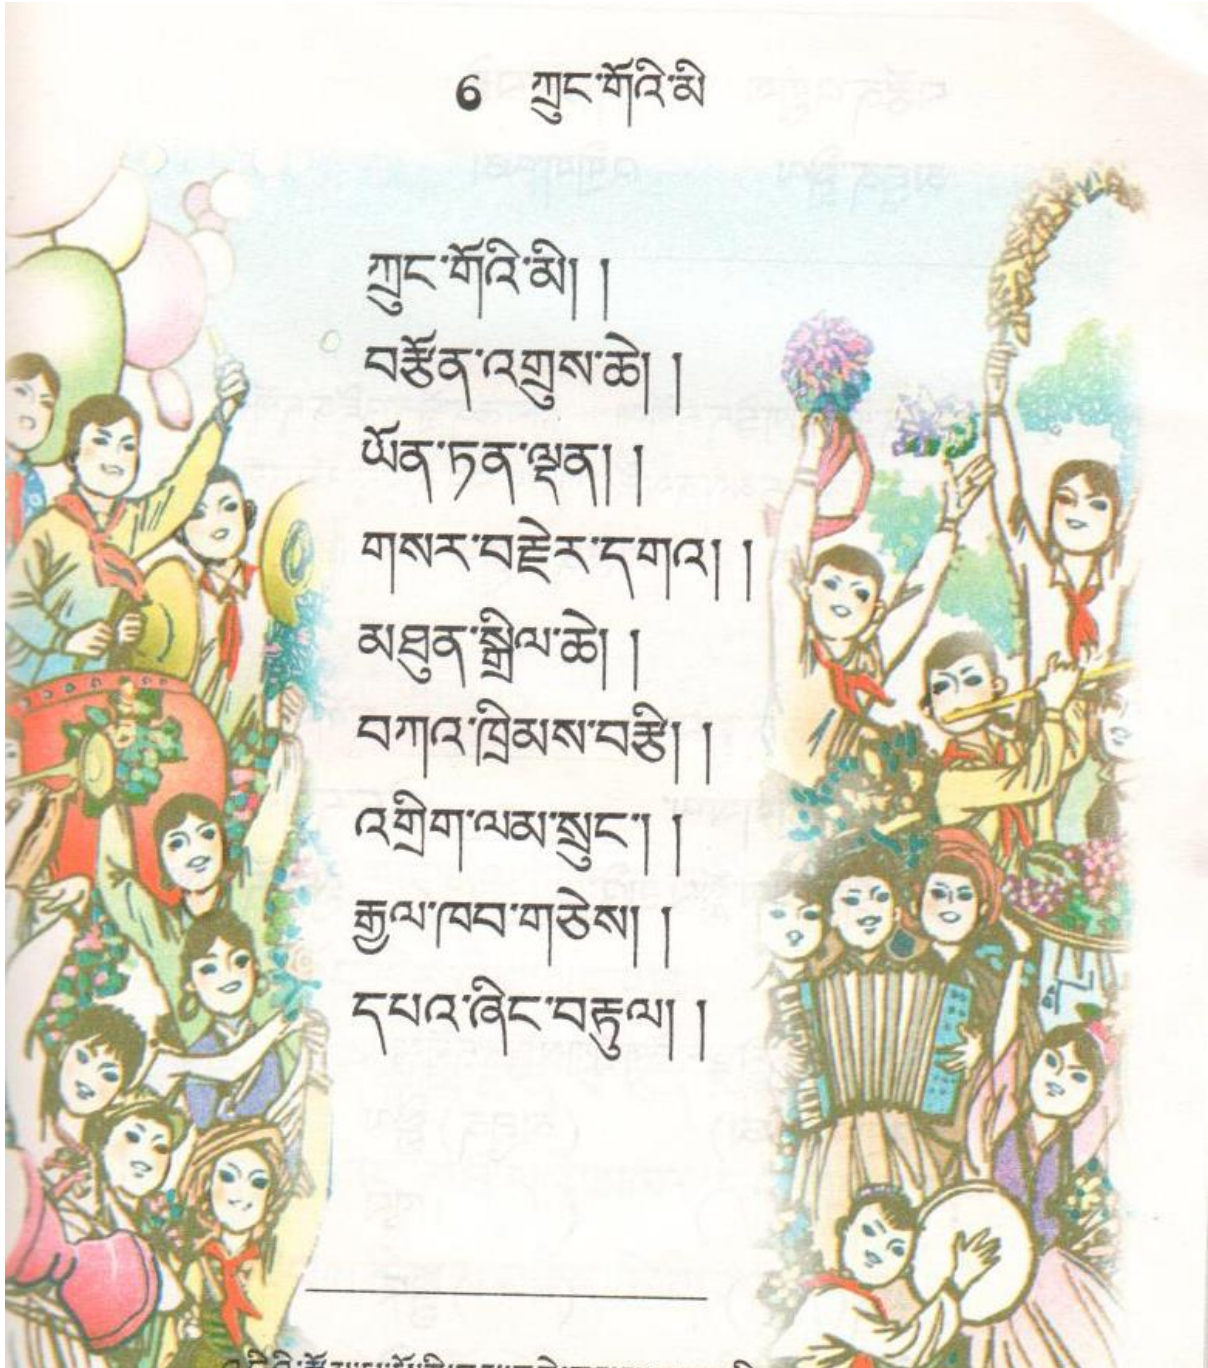 6 ཀྲུང་གོའི་མི
ཀྲུང་གོའི་མི། །
བརྩོན་འགྲུས་ཆེ། །
ཡོན་ཏན་ལྡན། །
གསར་བརྗེར་དགའ། །
མཐུན་སྒྲིལ་ཆེ། །
བཀའ་ཁྲིམས་བརྩི། །
འགྲིག་ལམ་སྲུང་། །
རྒྱལ་ཁབ་གཅེས། །
དཔའ་ཞིང་བརྟུལ། །